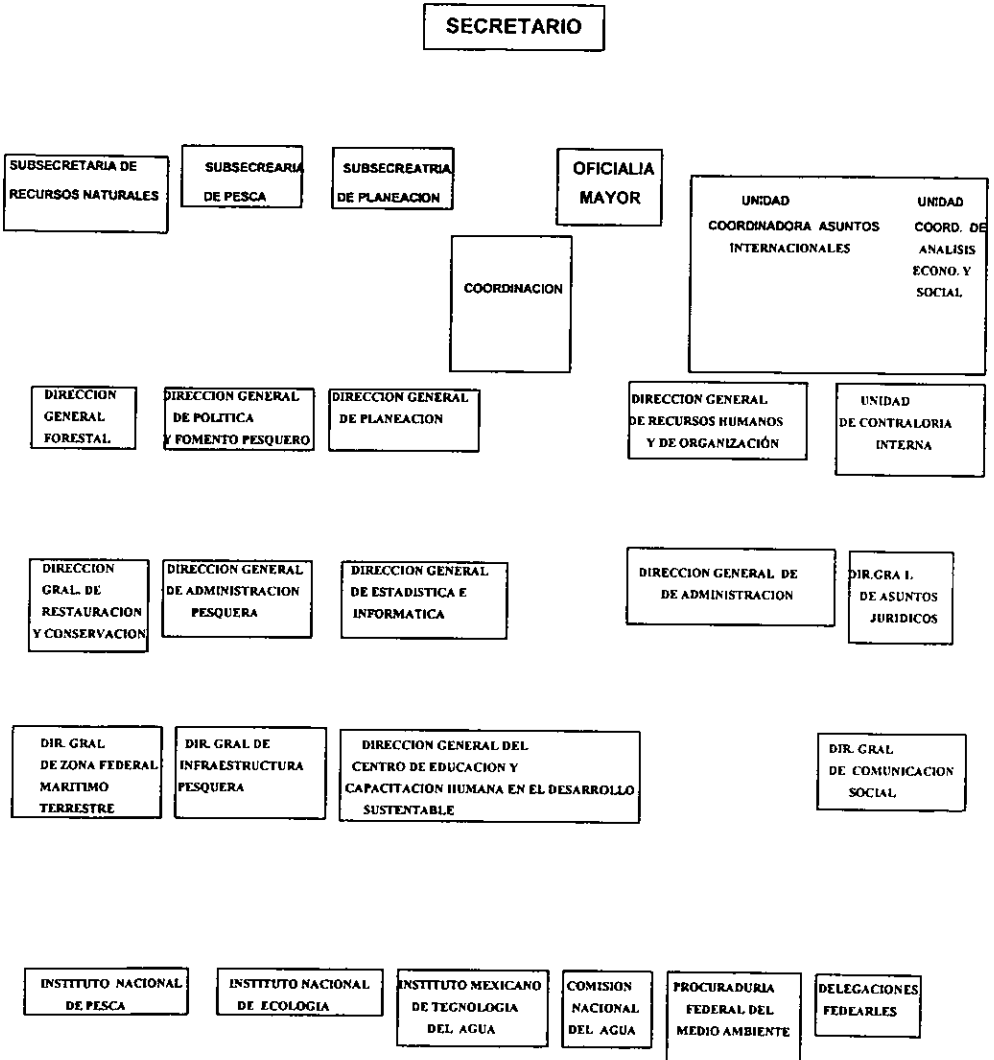 SECRETARIO
SUBSECRETARIA DE
RECURSOS NATURALES
SUBSECREARIA
DE PESCA
SUBSECREATRIA
DE PLANEACION
OFICIALIA
MAYOR
UNIDAD
COORDINADORA ASUNTOS
INTERNACIONALES
UNIDAD
COORD. DE
ANALISIS
ECONO. Y
SOCIAL
COORDINACION
DIRECCION
GENERAL
FORESTAL
DIRECCION GENERAL
DE POLITICA
Y FOMENTO PESQUERO
DIRECCION GENERAL
DE PLANEACION
DIRECCION GENERAL
DE RECURSOS HUMANOS
Y DE ORGANIZACIÓN
UNIDAD
DE CONTRALORIA
INTERNA
DIRECCION
GRAL. DE
RESTAURACION
Y CONSERVACION
DIRECCION GENERAL
DE ADMINISTRACION
PESQUERA
DIRECCION GENERAL
DE ESTADISTICA E
INFORMATICA
DIRECCION GENERAL DE
DE ADMINISTRACION
DIR.GRA L
DE ASUNTOS
JURIDICOS
DIR. GRAL
DE ZONA FEDERAL
MARITIMO
TERRESTRE
DIR. GRAL DE
INFRAESTRUCTURA
PESQUERA
DIRECCION GENERAL DEL
CENTRO DE EDUCACION Y
CAPACITACION HUMANA EN EL DESARROLLO
SUSTENTABLE
DIR. GRAL
DE COMUNICACION
SOCIAL
INSTITUTO NACIONAL
DE PESCA
INSTITUTO NACIONAL
DE ECOLOGIA
INSTITUTO MEXICANO
DE TEGNOLOGIA
DEL AGUA
COMISION
NACIONAL
DEL AGUA
PROCURADURIA
FEDERAL DEL
MEDIO AMBIENTE
DELEGACIONES
FEDEARLES